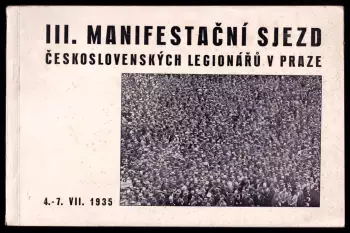 III. MANIFESTAČNÍ SJEZD
ČESKOSLOVENSKÝCH LEGIONÁŘŮ V PRAZE
4.-7. VII. 1935